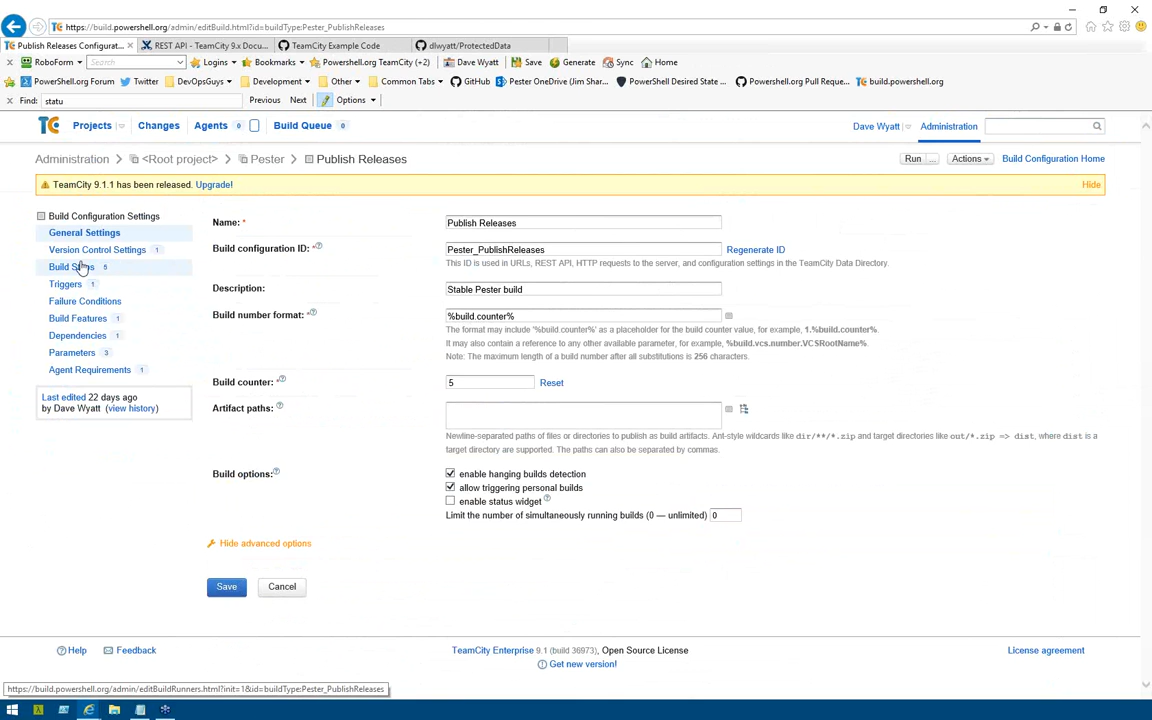 https://build.powershell.org/admin/editBuild.html?id=buildType:Pester_PublishReleases
Publish Releases Configurat...
REST API - TeamCity 9.x Docu...
TeamCity Example Code
dlwyatt/ProtectedData
RoboForm
Search
Logins
Bookmarks
Powershell.org TeamCity (+2)
Dave Wyatt
Save
Generate
Sync
Home
PowerShell.org Forum
Twitter
DevOpsGuys
Development
Other
Common Tabs
GitHub
Pester OneDrive (Jim Shar...
PowerShell Desired State ...
Powershell.org Pull Reque...
build.powershell.org
Find: statu
Previous
Next
Options
TC
Projects
Changes
Agents 0
Build Queue 0
Dave Wyatt
Administration
Administration
<Root project>
Pester
Publish Releases
Run
...
Actions
Build Configuration Home
TeamCity 9.1.1 has been released. Upgrade!
Hide
Build Configuration Settings
General Settings
Version Control Settings 1
Build Steps 5
Triggers 1
Failure Conditions
Build Features 1
Dependencies 1
Parameters 3
Agent Requirements 1
Last edited 22 days ago
by Dave Wyatt (view history)
Name: *
Publish Releases
Build configuration ID: *
Pester_PublishReleases
Regenerate ID
This ID is used in URLs, REST API, HTTP requests to the server, and configuration settings in the TeamCity Data Directory.
Description:
Stable Pester build
Build number format: *
%build.counter%
The format may include '%build.counter%' as a placeholder for the build counter value, for example, 1.%build.counter%.
It may also contain a reference to any other available parameter, for example, %build.vcs.number.VCSRootName%.
Note: The maximum length of a build number after all substitutions is 256 characters.
Build counter: *
5
Reset
Artifact paths:
Newline-separated paths of files or directories to publish as build artifacts. Ant-style wildcards like dir/**/*.zip and target directories like out/*.zip => dist, where dist is a
target directory are supported. The paths can also be separated by commas.
Build options:
enable hanging builds detection
allow triggering personal builds
enable status widget
Limit the number of simultaneously running builds (0 — unlimited) 0
Hide advanced options
Save
Cancel
Help
Feedback
TeamCity Enterprise 9.1 (build 36973), Open Source License
Get new version!
License agreement
https://build.powershell.org/admin/editBuildRunners.html?init=1&id=buildType:Pester_PublishReleases